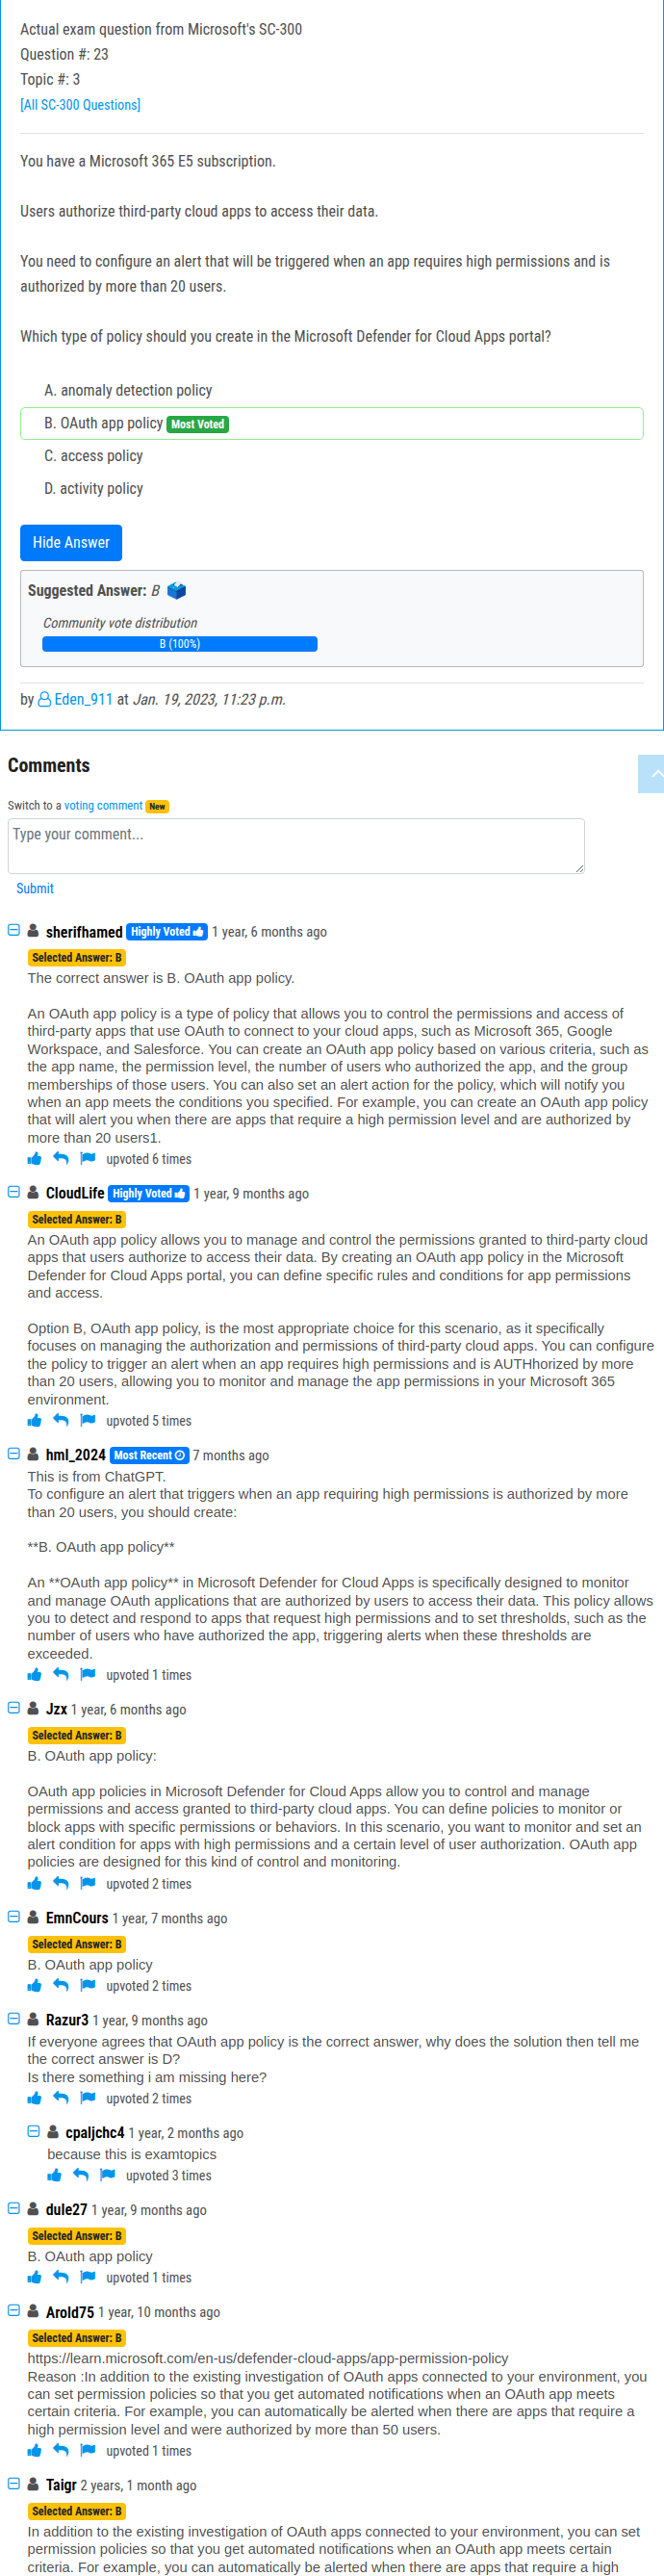 Actual exam question from Microsoft's SC-300
Question #: 23
Topic #: 3
[All SC-300 Questions]
You have a Microsoft 365 E5 subscription.
Users authorize third-party cloud apps to access their data.
You need to configure an alert that will be triggered when an app requires high permissions and is
authorized by more than 20 users.
Which type of policy should you create in the Microsoft Defender for Cloud Apps portal?
A. anomaly detection policy
B. OAuth app policy Most Voted
C. access policy
D. activity policy
Hide Answer
Suggested Answer: B
Community vote distribution
B (100%)
by Eden_911 at Jan. 19, 2023, 11:23 p.m.
Comments
Switch to a voting comment New
Type your comment...
Submit
sherifhamed Highly Voted 1 year, 6 months ago
Selected Answer: B
The correct answer is B. OAuth app policy.
An OAuth app policy is a type of policy that allows you to control the permissions and access of
third-party apps that use OAuth to connect to your cloud apps, such as Microsoft 365, Google
Workspace, and Salesforce. You can create an OAuth app policy based on various criteria, such as
the app name, the permission level, the number of users who authorized the app, and the group
memberships of those users. You can also set an alert action for the policy, which will notify you
when an app meets the conditions you specified. For example, you can create an OAuth app policy
that will alert you when there are apps that require a high permission level and are authorized by
more than 20 users1.
upvoted 6 times
CloudLife Highly Voted 1 year, 9 months ago
Selected Answer: B
An OAuth app policy allows you to manage and control the permissions granted to third-party cloud
apps that users authorize to access their data. By creating an OAuth app policy in the Microsoft
Defender for Cloud Apps portal, you can define specific rules and conditions for app permissions
and access.
Option B, OAuth app policy, is the most appropriate choice for this scenario, as it specifically
focuses on managing the authorization and permissions of third-party cloud apps. You can configure
the policy to trigger an alert when an app requires high permissions and is AUTHhorized by more
than 20 users, allowing you to monitor and manage the app permissions in your Microsoft 365
environment.
upvoted 5 times
hml_2024 Most Recent 7 months ago
This is from ChatGPT.
To configure an alert that triggers when an app requiring high permissions is authorized by more
than 20 users, you should create:
**B. OAuth app policy**
An **OAuth app policy** in Microsoft Defender for Cloud Apps is specifically designed to monitor
and manage OAuth applications that are authorized by users to access their data. This policy allows
you to detect and respond to apps that request high permissions and to set thresholds, such as the
number of users who have authorized the app, triggering alerts when these thresholds are
exceeded.
upvoted 1 times
Jzx 1 year, 6 months ago
Selected Answer: B
B. OAuth app policy:
OAuth app policies in Microsoft Defender for Cloud Apps allow you to control and manage
permissions and access granted to third-party cloud apps. You can define policies to monitor or
block apps with specific permissions or behaviors. In this scenario, you want to monitor and set an
alert condition for apps with high permissions and a certain level of user authorization. OAuth app
policies are designed for this kind of control and monitoring.
upvoted 2 times
EmnCours 1 year, 7 months ago
Selected Answer: B
B. OAuth app policy
upvoted 2 times
Razur3 1 year, 9 months ago
If everyone agrees that OAuth app policy is the correct answer, why does the solution then tell me
the correct answer is D?
Is there something i am missing here?
upvoted 2 times
cpaljchc4 1 year, 2 months ago
because this is examtopics
upvoted 3 times
dule27 1 year, 9 months ago
Selected Answer: B
B. OAuth app policy
upvoted 1 times
Arold75 1 year, 10 months ago
Selected Answer: B
https://learn.microsoft.com/en-us/defender-cloud-apps/app-permission-policy
Reason :In addition to the existing investigation of OAuth apps connected to your environment, you
can set permission policies so that you get automated notifications when an OAuth app meets
certain criteria. For example, you can automatically be alerted when there are apps that require a
high permission level and were authorized by more than 50 users.
upvoted 1 times
Taigr 2 years, 1 month ago
Selected Answer: B
In addition to the existing investigation of OAuth apps connected to your environment, you can set
permission policies so that you get automated notifications when an OAuth app meets certain
criteria. For example, you can automatically be alerted when there are apps that require a high